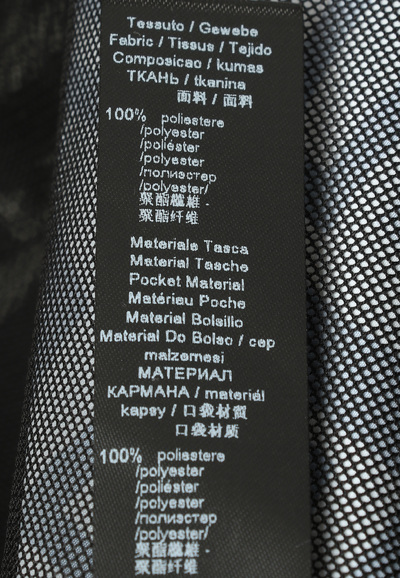 Tessuto / Gewebe
Fabric / Tissus / Tejido
Composicao / kumas
ТКАНЬ / tkanina
面料 / 面料
100% poliestere
/polyester
/poliéster
/polyester
/полиэстер
/polyester/
聚酯纖維 -
聚酯纤维
Materiale Tasca
Material Tasche
Pocket Material
Matérieu Poche
Material Bolsillo
Material Do Bolso / cep
malzemesi
МАТЕРИАЛ
КАРМАНА / materiál
kapsy / 口袋材質
口袋材质
100% poliestere
/polyester
/poliéster
/polyester
/полиэстер
/polyester/
聚酯纖維 -
聚酯纤维